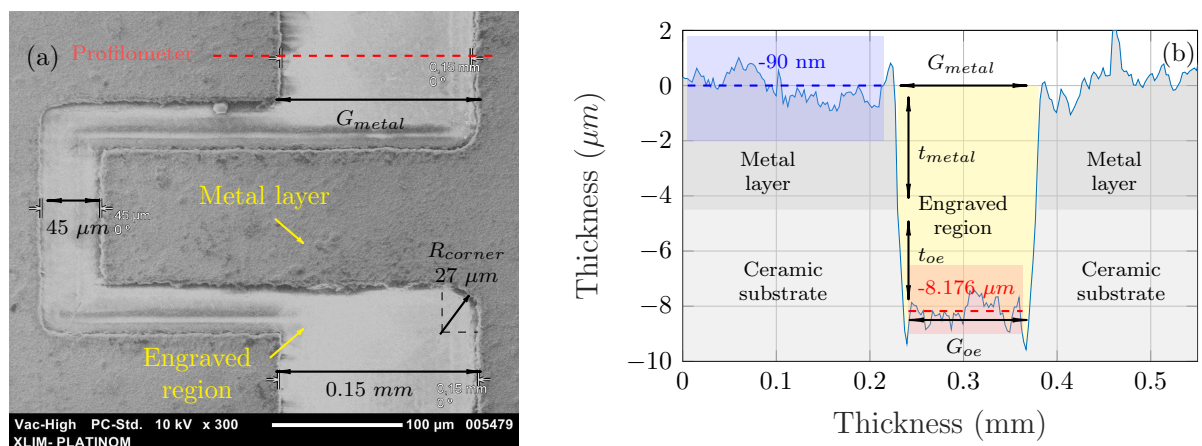 (a)
Profilometer
0,15 mm
0 °
G_metal
Metal layer
45 μm
45 μm
0°
R_corner
27 μm
Engraved
region
0.15 mm
0,15 mm
0 °
Vac-High PC-Std. 10 kV x 300 100 μm 005479
XLIM- PLATINOM
(b)
Thickness (μm)
2
0
−2
−4
−6
−8
−10
-90 nm
G_metal
t_metal
Metal
layer
Metal
layer
Engraved
region
t_oe
Ceramic
substrate
Ceramic
substrate
-8.176 μm
G_oe
0
0.1
0.2
0.3
0.4
0.5
Thickness (mm)